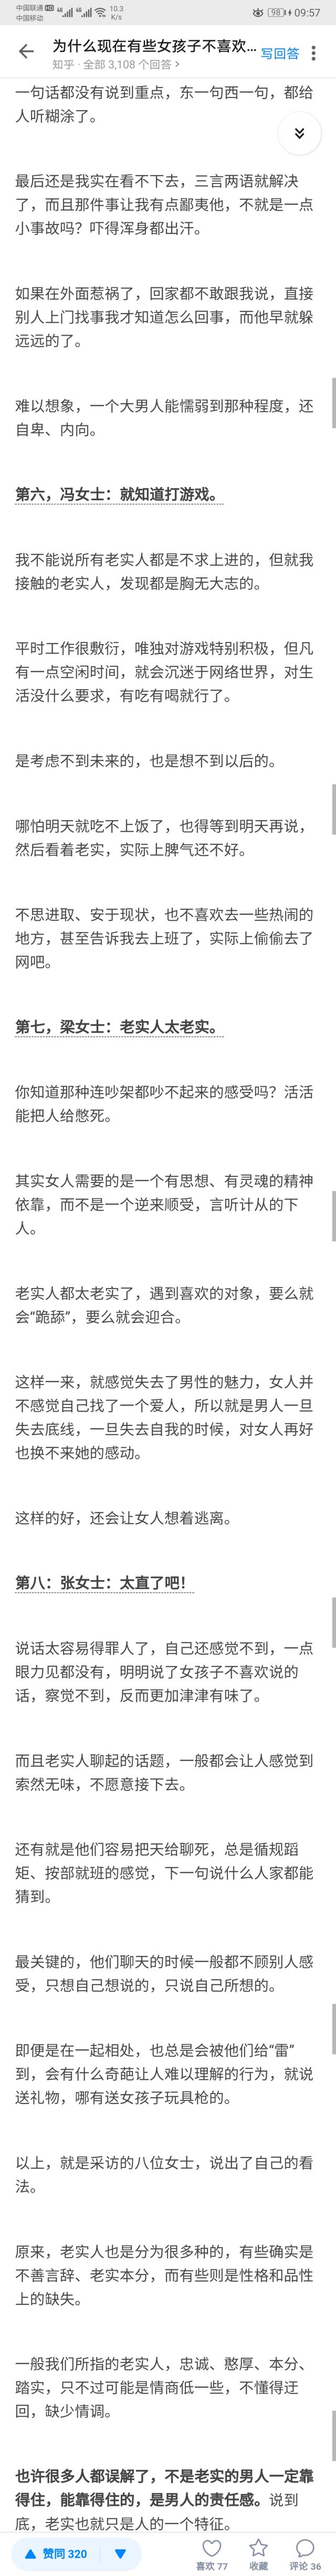 中国联通 HD
中国移动
10.3
K/s
98
09:57
为什么现在有些女孩子不喜欢...
写回答
知乎 · 全部 3,108 个回答 >
一句话都没有说到重点，东一句西一句，都给
人听糊涂了。
最后还是我实在看不下去，三言两语就解决
了，而且那件事让我有点鄙夷他，不就是一点
小事故吗？吓得浑身都出汗。
如果在外面惹祸了，回家都不敢跟我说，直接
别人上门找事我才知道怎么回事，而他早就躲
远远的了。
难以想象，一个大男人能懦弱到那种程度，还
自卑、内向。
第六，冯女士：就知道打游戏。
我不能说所有老实人都是不求上进的，但就我
接触的老实人，发现都是胸无大志的。
平时工作很敷衍，唯独对游戏特别积极，但凡
有一点空闲时间，就会沉迷于网络世界，对生
活没什么要求，有吃有喝就行了。
是考虑不到未来的，也是想不到以后的。
哪怕明天就吃不上饭了，也得等到明天再说，
然后看着老实，实际上脾气还不好。
不思进取、安于现状，也不喜欢去一些热闹的
地方，甚至告诉我去上班了，实际上偷偷去了
网吧。
第七，梁女士：老实人太老实。
你知道那种连吵架都吵不起来的感受吗？活活
能把人给憋死。
其实女人需要的是一个有思想、有灵魂的精神
依靠，而不是一个逆来顺受，言听计从的下
人。
老实人都太老实了，遇到喜欢的对象，要么就
会“跪舔”，要么就会迎合。
这样一来，就感觉失去了男性的魅力，女人并
不感觉自己找了一个爱人，所以就是男人一旦
失去底线，一旦失去自我的时候，对女人再好
也换不来她的感动。
这样的好，还会让女人想着逃离。
第八：张女士：太直了吧！
说话太容易得罪人了，自己还感觉不到，一点
眼力见都没有，明明说了女孩子不喜欢说的
话，察觉不到，反而更加津津有味了。
而且老实人聊起的话题，一般都会让人感觉到
索然无味，不愿意接下去。
还有就是他们容易把天给聊死，总是循规蹈
矩、按部就班的感觉，下一句说什么人家都能
猜到。
最关键的，他们聊天的时候一般都不顾别人感
受，只想自己想说的，只说自己所想的。
即便是在一起相处，也总是会被他们给“雷”
到，会有什么奇葩让人难以理解的行为，就说
送礼物，哪有送女孩子玩具枪的。
以上，就是采访的八位女士，说出了自己的看
法。
原来，老实人也是分为很多种的，有些确实是
不善言辞、老实本分，而有些则是性格和品性
上的缺失。
一般我们所指的老实人，忠诚、憨厚、本分、
踏实，只不过可能是情商低一些，不懂得迂
回，缺少情调。
也许很多人都误解了，不是老实的男人一定靠
得住，能靠得住的，是男人的责任感。说到
底，老实也就只是人的一个特征。
赞同 320
喜欢 77
收藏
评论 36